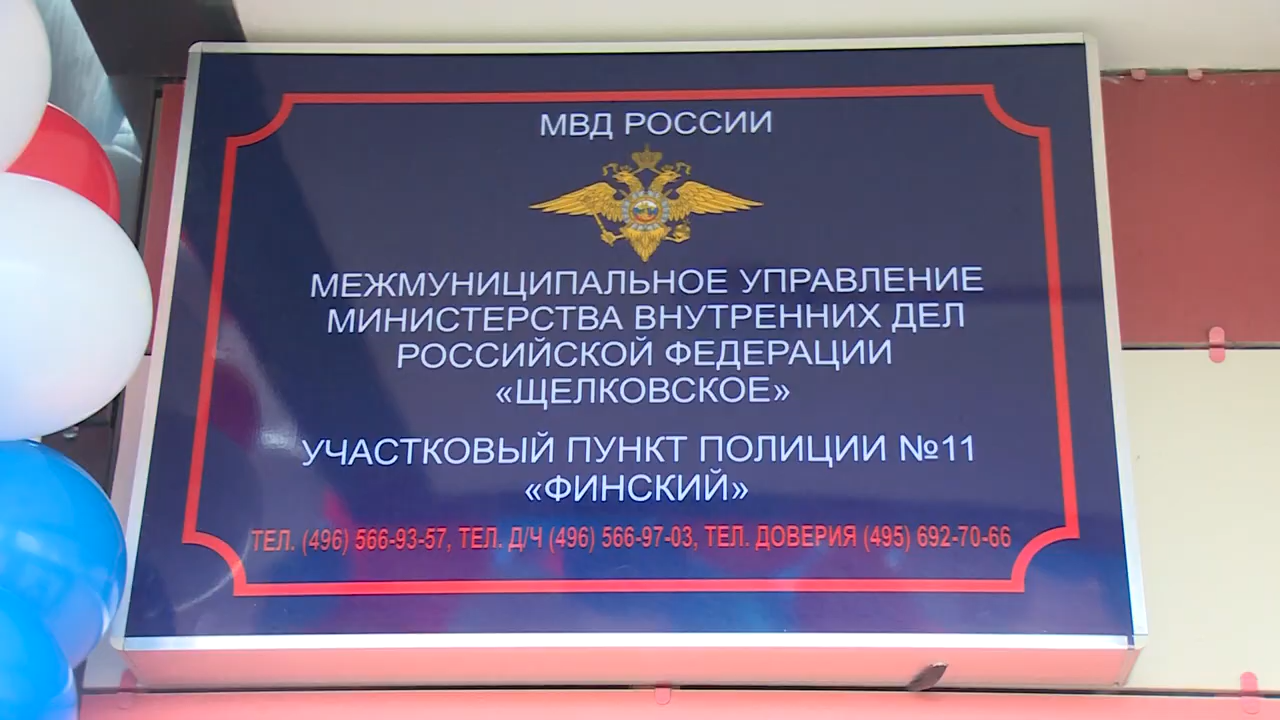 МВД РОССИИ
МЕЖМУНИЦИПАЛЬНОЕ УПРАВЛЕНИЕ
МИНИСТЕРСТВА ВНУТРЕННИХ ДЕЛ
РОССИЙСКОЙ ФЕДЕРАЦИИ
«ЩЕЛКОВСКОЕ»
УЧАСТКОВЫЙ ПУНКТ ПОЛИЦИИ №11
«ФИНСКИЙ»
ТЕЛ. (496) 566-93-57, ТЕЛ. Д/Ч (496) 566-97-03, ТЕЛ. ДОВЕРИЯ (495) 692-70-66